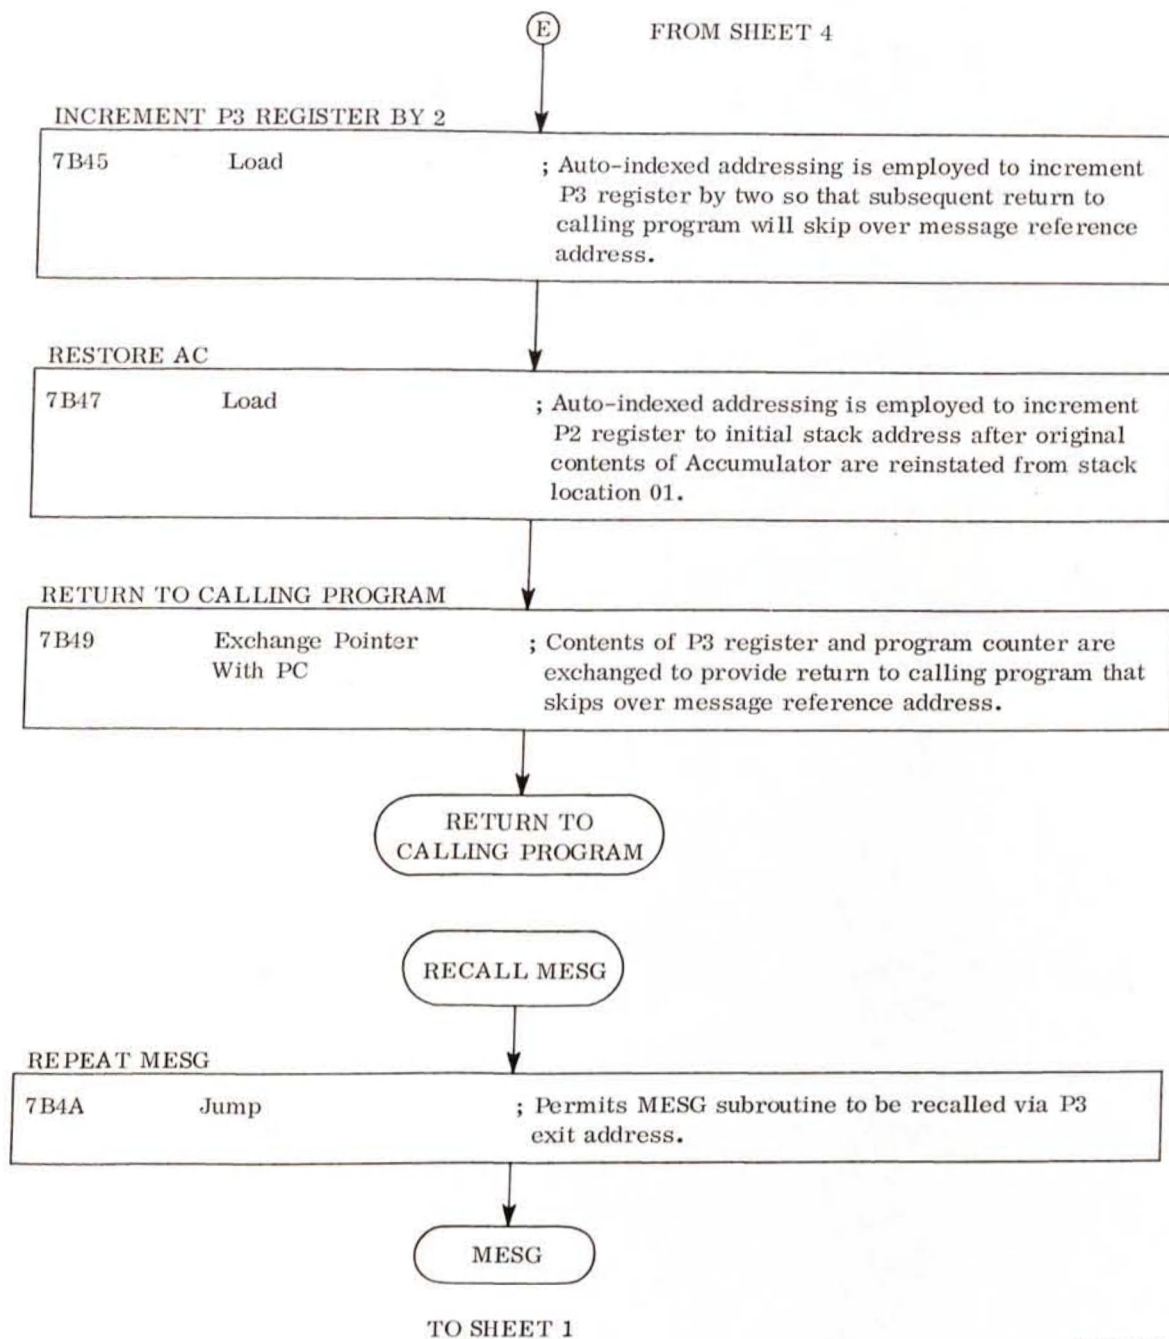 E FROM SHEET 4
INCREMENT P3 REGISTER BY 2
7B45 Load ; Auto-indexed addressing is employed to increment
P3 register by two so that subsequent return to
calling program will skip over message reference
address.
RESTORE AC
7B47 Load ; Auto-indexed addressing is employed to increment
P2 register to initial stack address after original
contents of Accumulator are reinstated from stack
location 01.
RETURN TO CALLING PROGRAM
7B49 Exchange Pointer ; Contents of P3 register and program counter are
With PC exchanged to provide return to calling program that
skips over message reference address.
RETURN TO
CALLING PROGRAM
RECALL MESG
REPEAT MESG
7B4A Jump ; Permits MESG subroutine to be recalled via P3
exit address.
MESG
TO SHEET 1